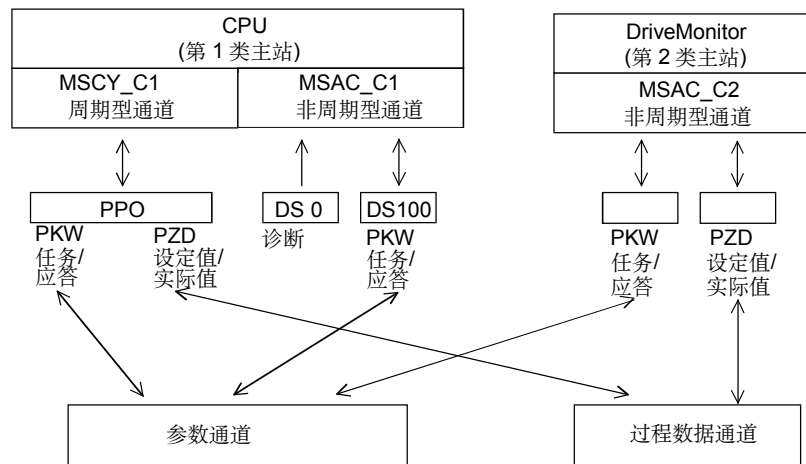 CPU
(第 1 类主站)
MSCY_C1
周期型通道
MSAC_C1
非周期型通道
DriveMonitor
(第 2 类主站)
MSAC_C2
非周期型通道
PPO
DS 0
DS100
PKW
任务/
应答
PZD
设定值/
实际值
诊断
PKW
任务/
应答
PKW
任务/
应答
PZD
设定值/
实际值
参数通道
过程数据通道